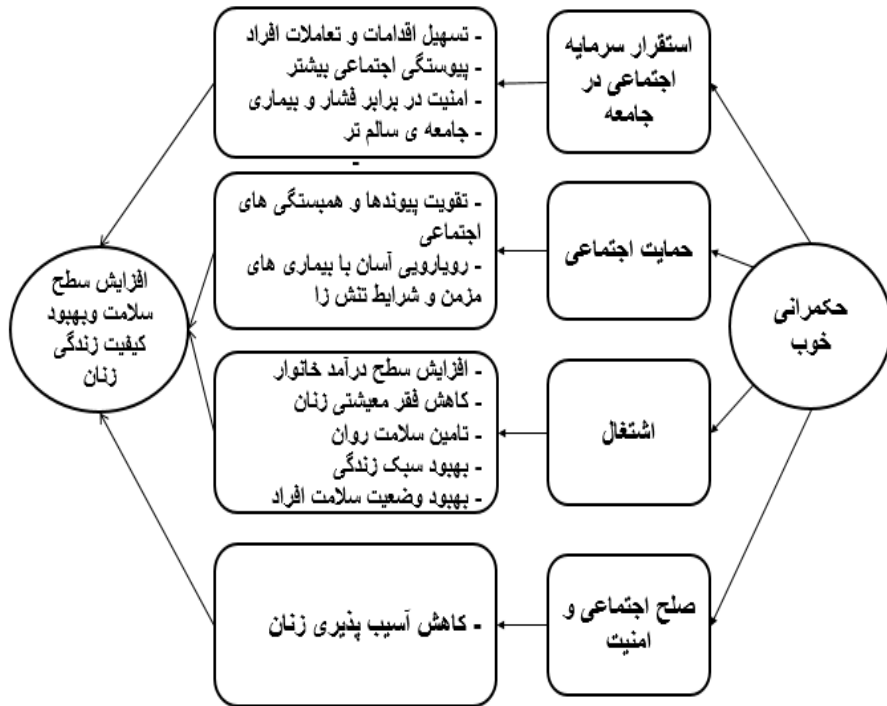 حکمرانی
خوب
استقرار سرمایه
اجتماعی در
جامعه
- تسهیل اقدامات و تعاملات افراد
- پیوستگی اجتماعی بیشتر
- امنیت در برابر فشار و بیماری
- جامعه ی سالم تر
-
حمایت اجتماعی
- تقویت پیوندها و همبستگی های
اجتماعی
- رویارویی آسان با بیماری های
مزمن و شرایط تنش زا
اشتغال
- افزایش سطح درآمد خانوار
- کاهش فقر معیشتی زنان
- تامین سلامت روان
- بهبود سبک زندگی
- بهبود وضعیت سلامت افراد
صلح اجتماعی و
امنیت
- کاهش آسیب پذیری زنان
افزایش سطح
سلامت وبهبود
کیفیت زندگی
زنان